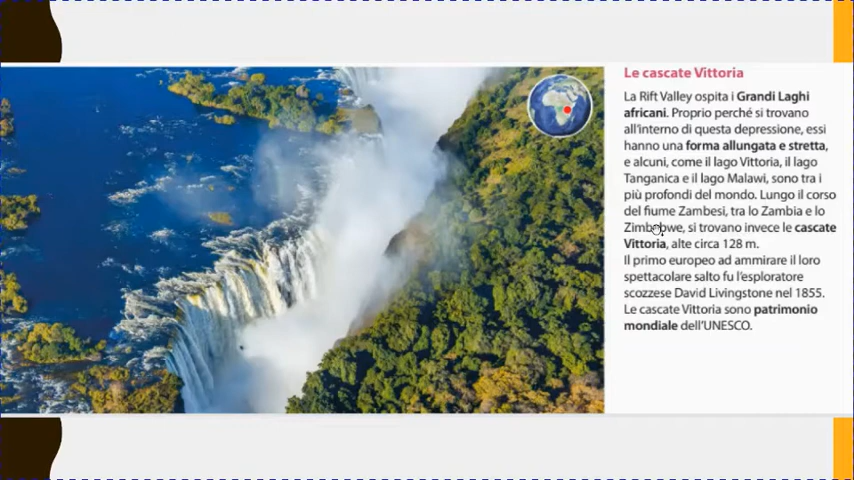 Le cascate Vittoria
La Rift Valley ospita i Grandi Laghi
africani. Proprio perché si trovano
all'interno di questa depressione, essi
hanno una forma allungata e stretta,
e alcuni, come il lago Vittoria, il lago
Tanganica e il lago Malawi, sono tra i
più profondi del mondo. Lungo il corso
del fiume Zambesi, tra lo Zambia e lo
Zimbabwe, si trovano invece le cascate
Vittoria, alte circa 128 m.
Il primo europeo ad ammirare il loro
spettacolare salto fu l'esploratore
scozzese David Livingstone nel 1855.
Le cascate Vittoria sono patrimonio
mondiale dell'UNESCO.